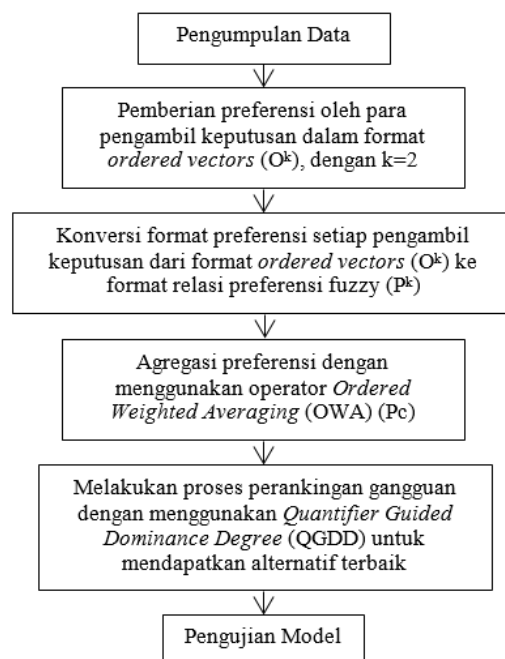 Pengumpulan Data
Pemberian preferensi oleh para
pengambil keputusan dalam format
ordered vectors (Oᵏ), dengan k=2
Konversi format preferensi setiap pengambil
keputusan dari format ordered vectors (Oᵏ) ke
format relasi preferensi fuzzy (Pᵏ)
Agregasi preferensi dengan
menggunakan operator Ordered
Weighted Averaging (OWA) (Pc)
Melakukan proses perankingan gangguan
dengan menggunakan Quantifier Guided
Dominance Degree (QGDD) untuk
mendapatkan alternatif terbaik
Pengujian Model